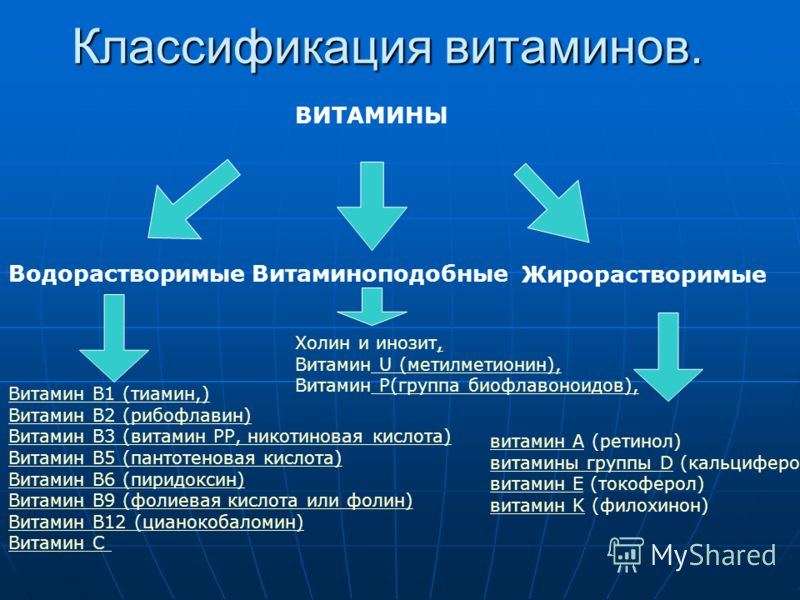 Классификация витаминов.
ВИТАМИНЫ
Водорастворимые
Витаминоподобные
Жирорастворимые
Холин и инозит,
Витамин U (метилметионин),
Витамин P(группа биофлавоноидов),
Витамин B1 (тиамин,)
Витамин B2 (рибофлавин)
Витамин B3 (витамин PP, никотиновая кислота)
Витамин B5 (пантотеновая кислота)
Витамин B6 (пиридоксин)
Витамин B9 (фолиевая кислота или фолин)
Витамин B12 (цианокобаломин)
Витамин C
витамин A (ретинол)
витамины группы D (кальциферо
витамин E (токоферол)
витамин K (филохинон)
MyShared